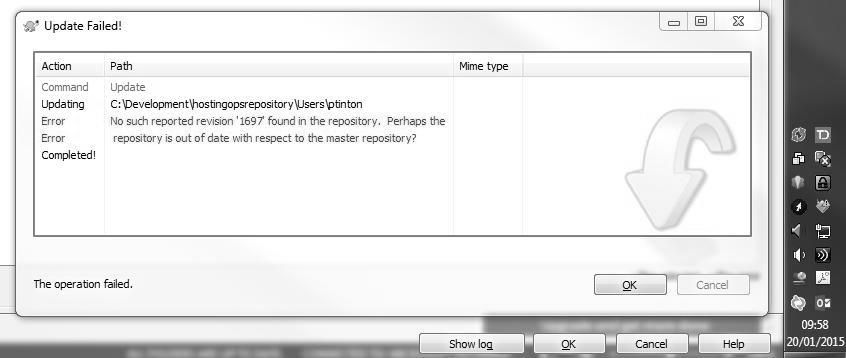 Update Failed!
Action Path Mime type
Command Update
Updating C:\Development\hostingopsrepository\Users\ptinton
Error No such reported revision '1697' found in the repository. Perhaps the
Error repository is out of date with respect to the master repository?
Completed!
The operation failed.
OK Cancel
Show log OK Cancel Help
09:58
20/01/2015